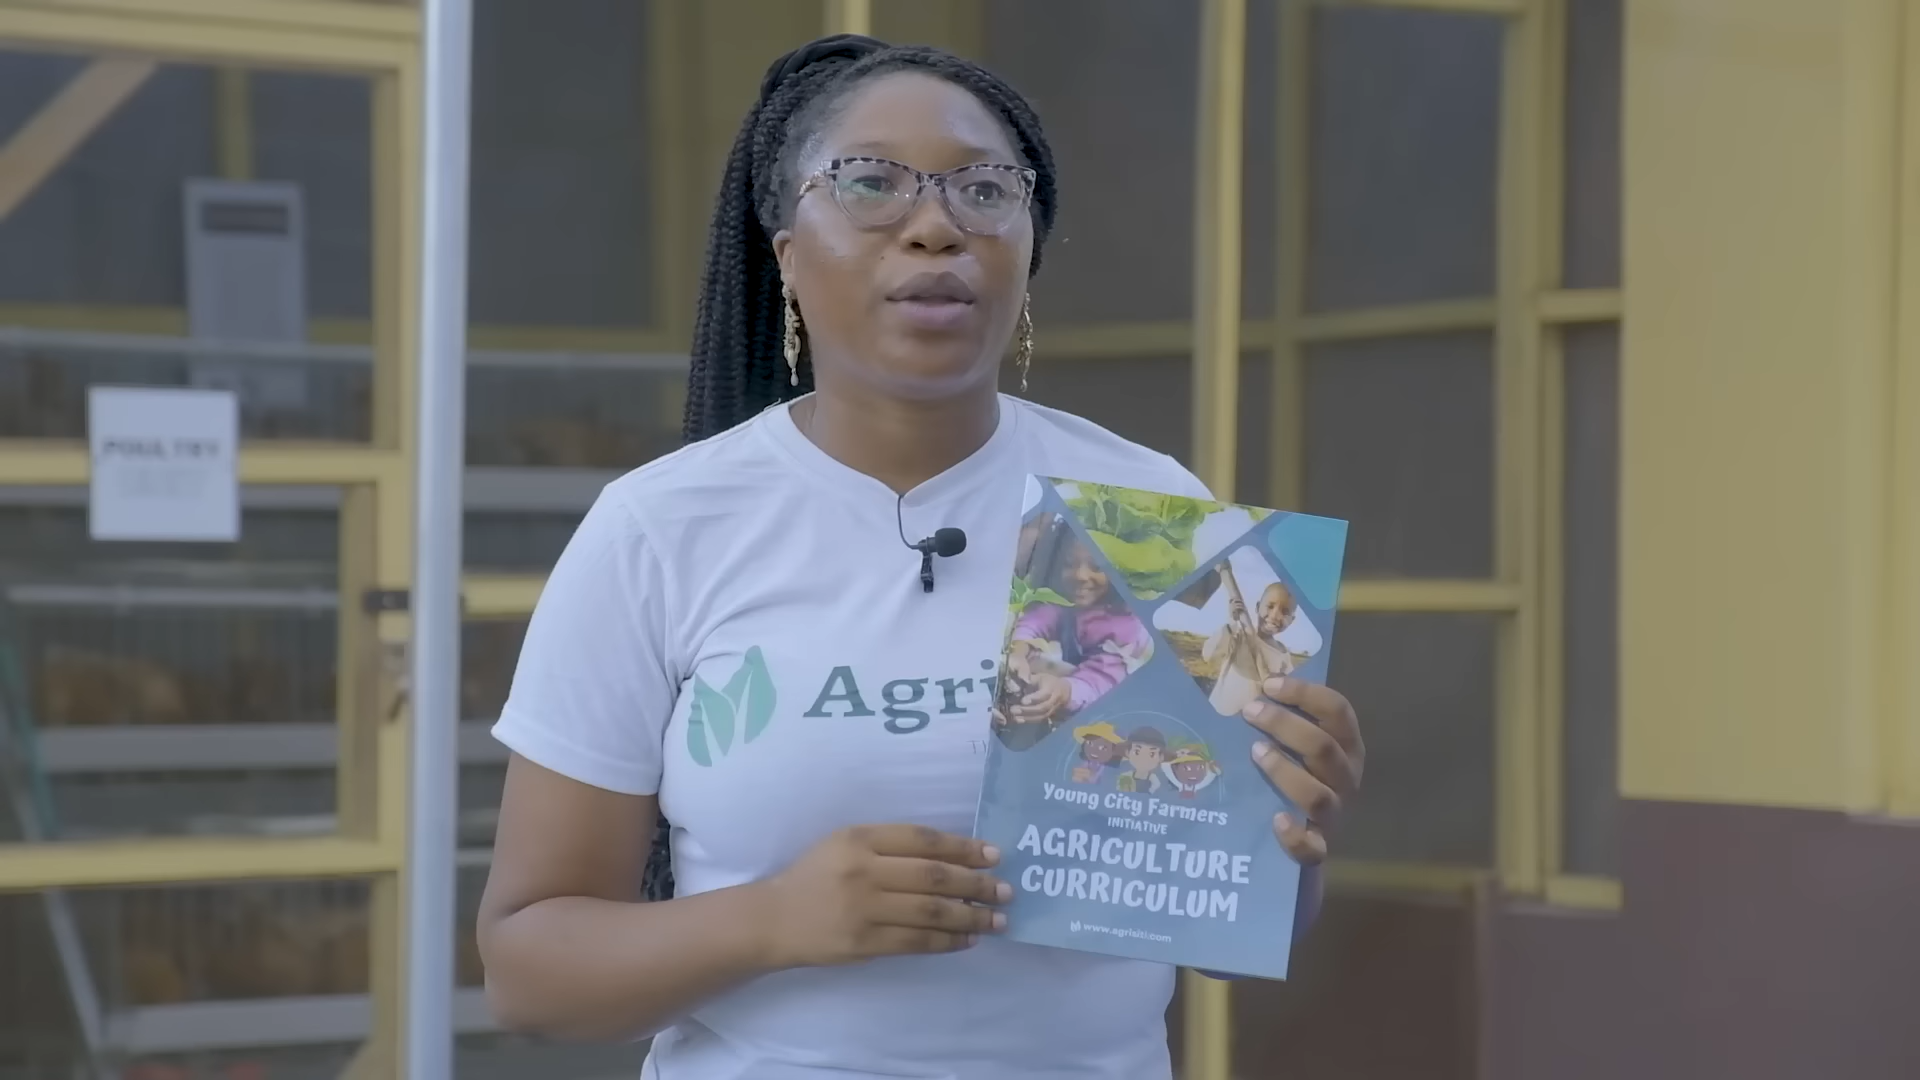 POULTRY
Agri
Young City Farmers
INITIATIVE
AGRICULTURE
CURRICULUM
www.agrisiti.com